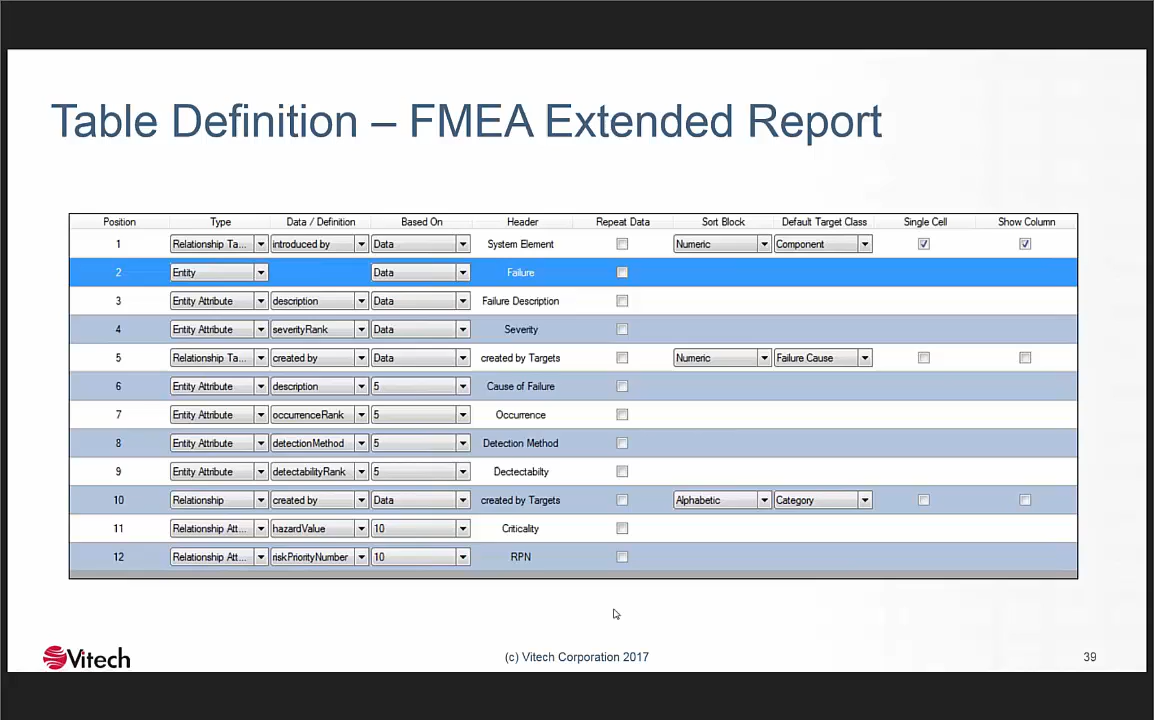 Table Definition – FMEA Extended Report
Position Type Data / Definition Based On Header Repeat Data Sort Block Default Target Class Single Cell Show Column
1 Relationship Ta... introduced by Data System Element Numeric Component
2 Entity Data Failure
3 Entity Attribute description Data Failure Description
4 Entity Attribute severityRank Data Severity
5 Relationship Ta... created by Data created by Targets Numeric Failure Cause
6 Entity Attribute description 5 Cause of Failure
7 Entity Attribute occurrenceRank 5 Occurrence
8 Entity Attribute detectionMethod 5 Detection Method
9 Entity Attribute detectabilityRank 5 Dectectabilty
10 Relationship created by Data created by Targets Alphabetic Category
11 Relationship Att... hazardValue 10 Criticality
12 Relationship Att... riskPriorityNumber 10 RPN
Vitech (c) Vitech Corporation 2017 39